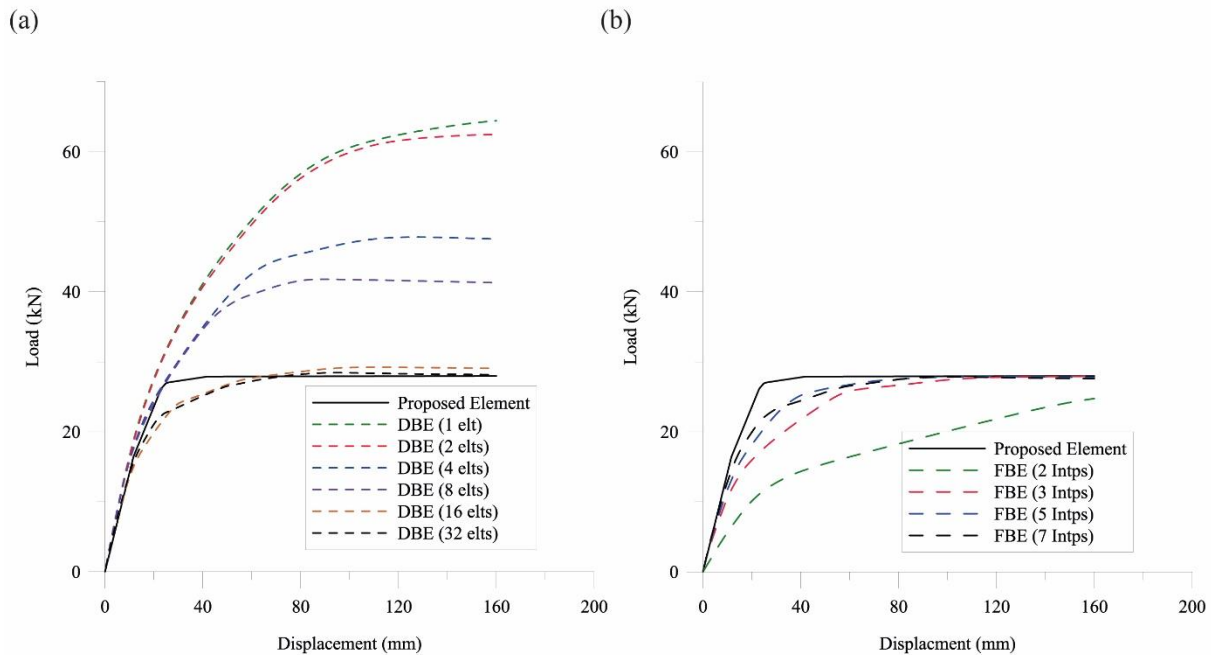 (a)
60
40
20
0
Load (kN)
Proposed Element
DBE (1 elt)
DBE (2 elts)
DBE (4 elts)
DBE (8 elts)
DBE (16 elts)
DBE (32 elts)
0 40 80 120 160 200
Displacement (mm)
(b)
60
40
20
0
Load (kN)
Proposed Element
FBE (2 Intps)
FBE (3 Intps)
FBE (5 Intps)
FBE (7 Intps)
0 40 80 120 160 200
Displacment (mm)